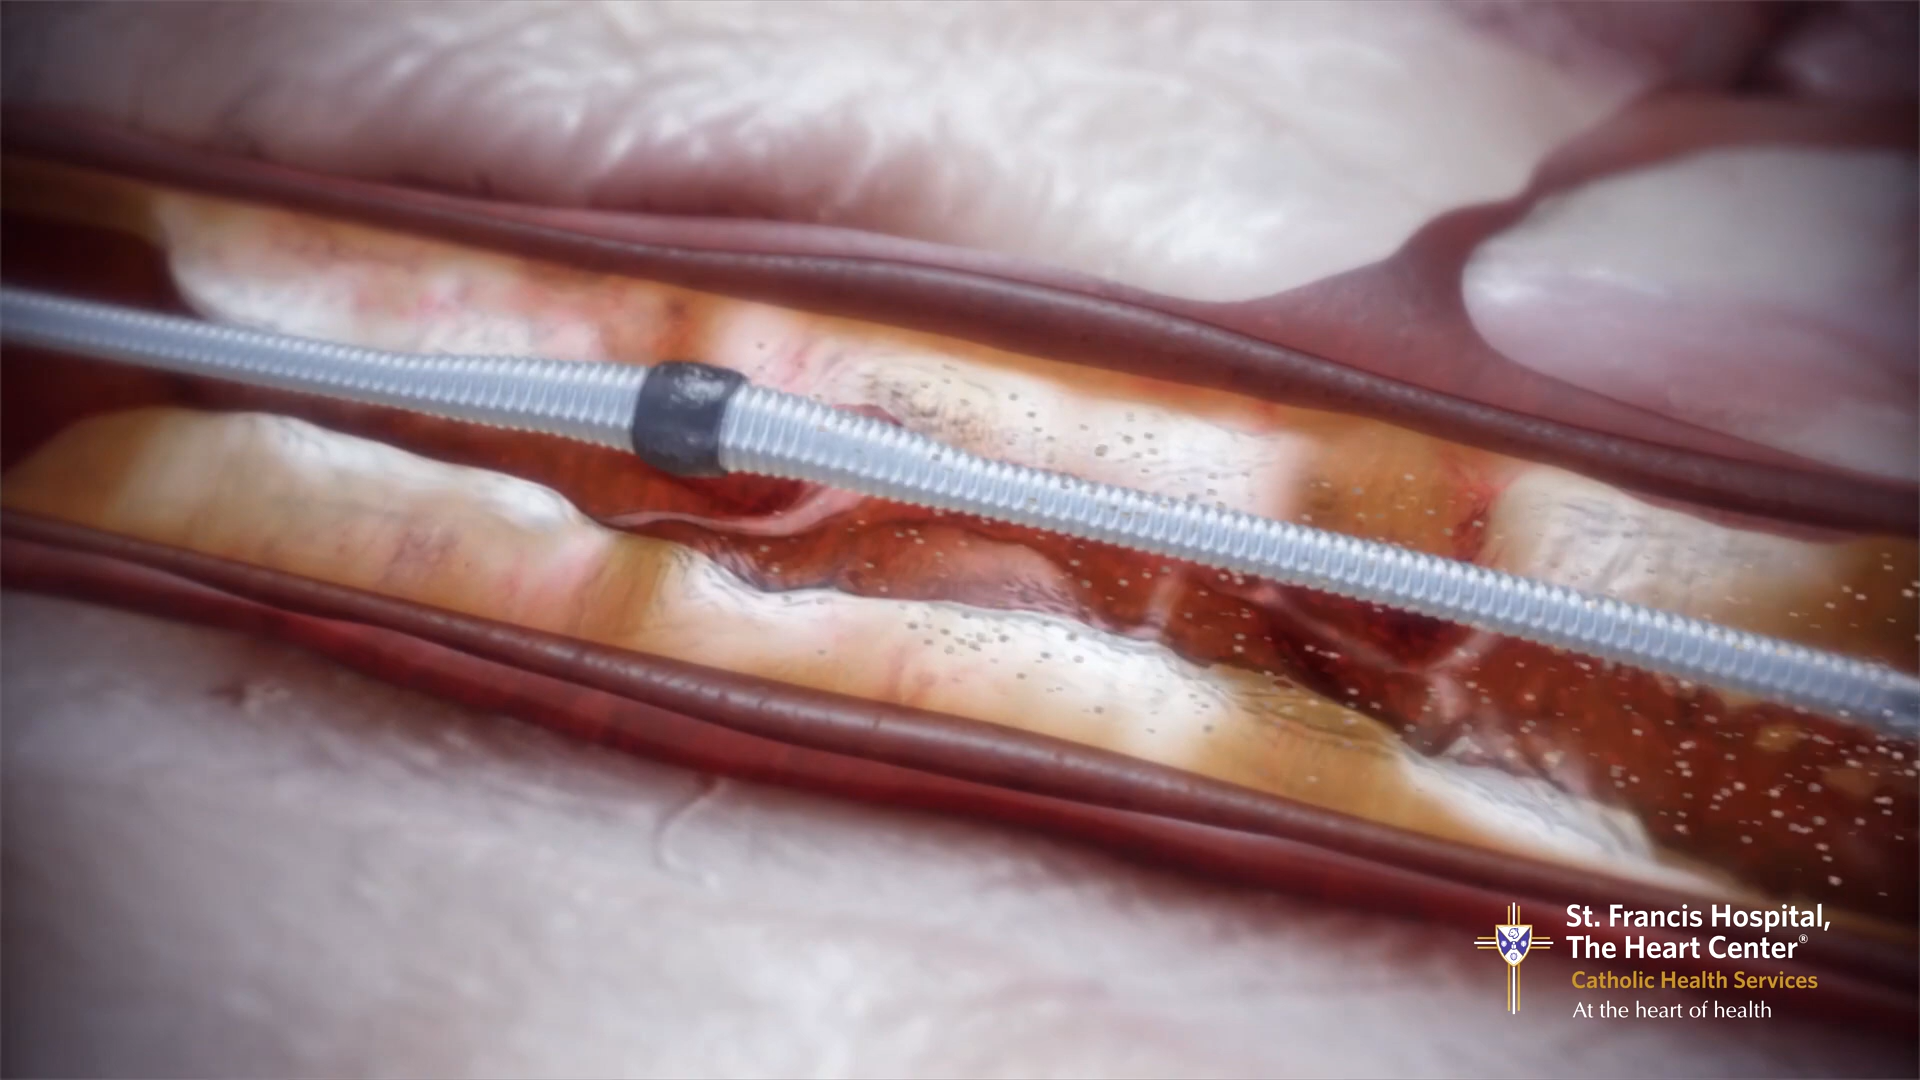 St. Francis Hospital,
The Heart Center®
Catholic Health Services
At the heart of health